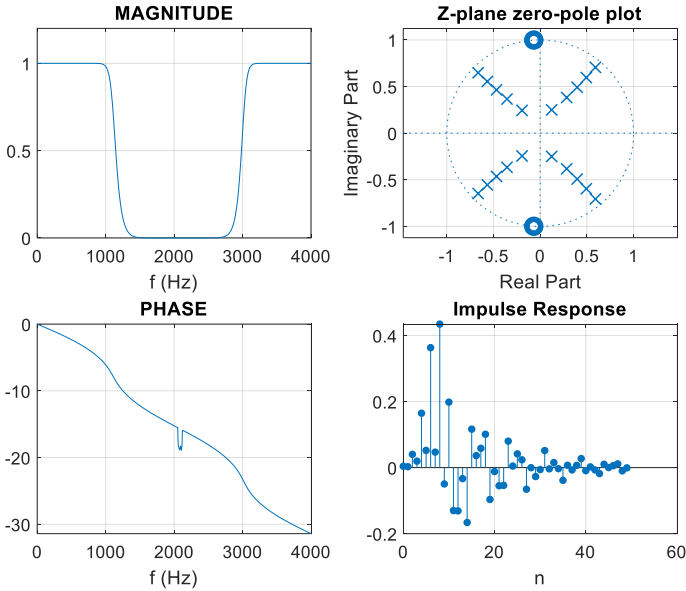 MAGNITUDE
1
0.5
0
0 1000 2000 3000 4000
f (Hz)
Z-plane zero-pole plot
Imaginary Part
1
0.5
0
-0.5
-1
-1 -0.5 0 0.5 1
Real Part
PHASE
0
-10
-20
-30
0 1000 2000 3000 4000
f (Hz)
Impulse Response
0.4
0.2
0
-0.2
0 20 40 60
n